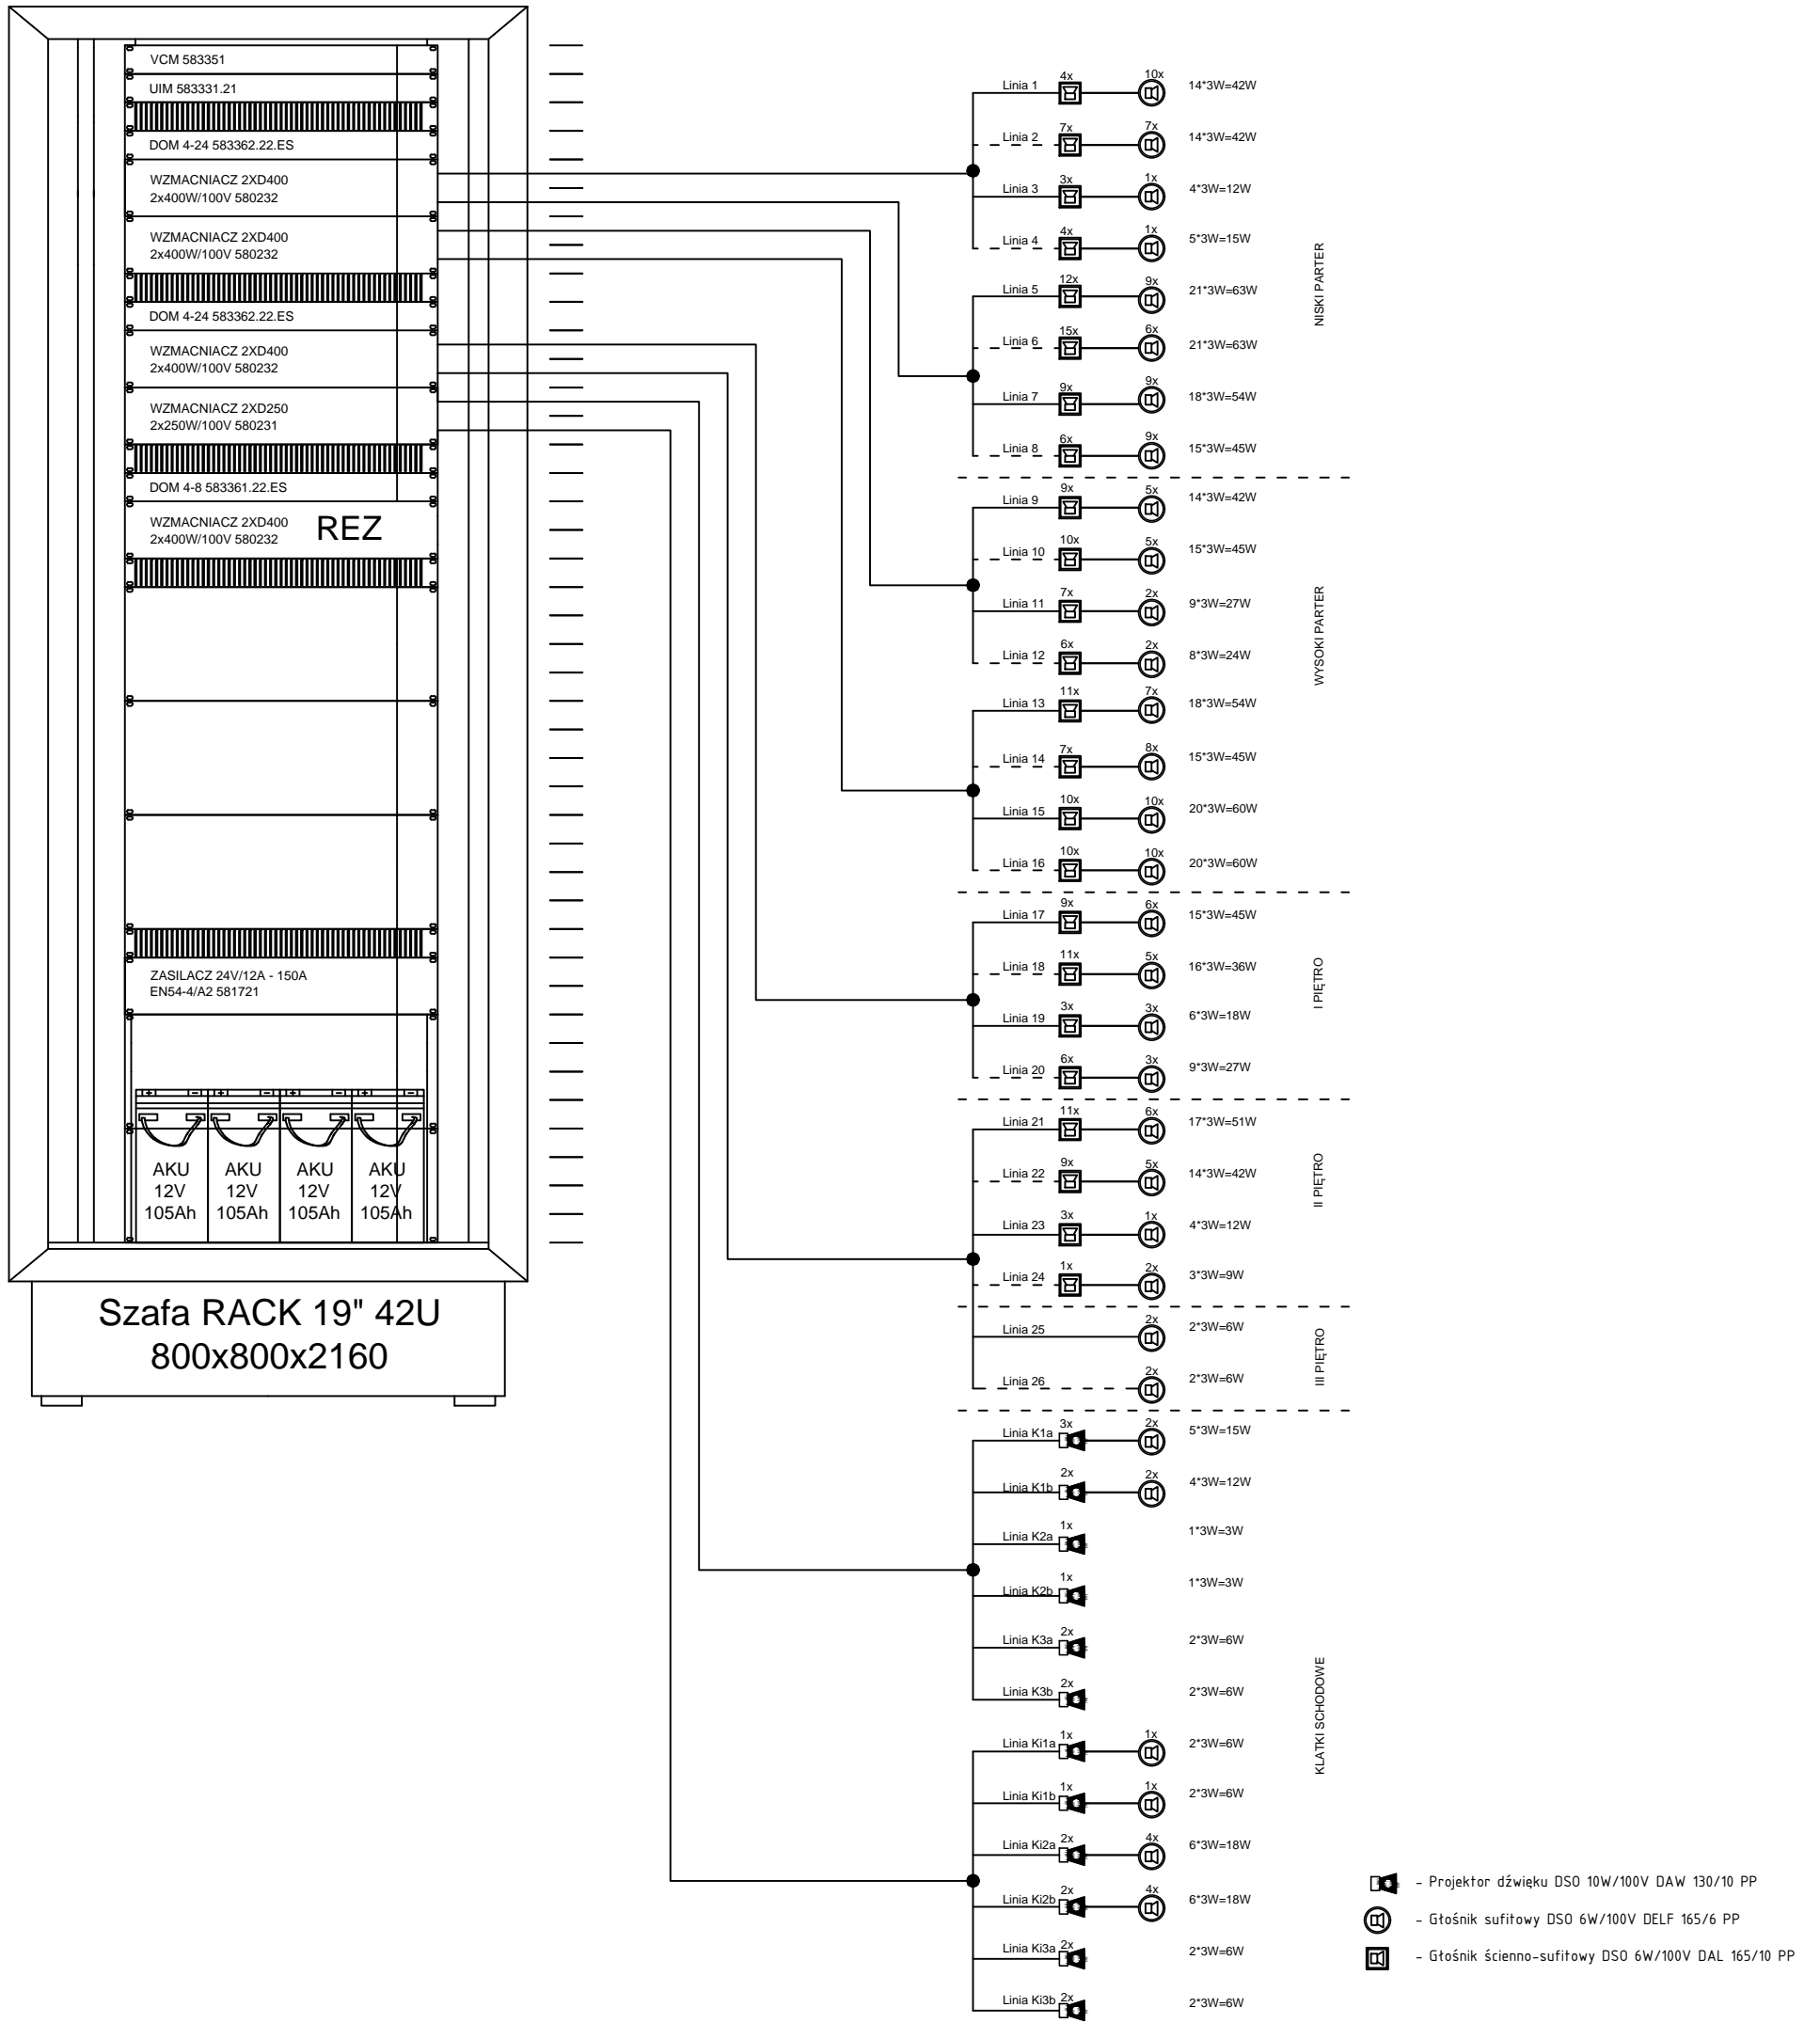 VCM 583351
UIM 583331.21
DOM 4-24 583362.22.ES
WZMACNIACZ 2XD400
2x400W/100V 580232
WZMACNIACZ 2XD400
2x400W/100V 580232
DOM 4-24 583362.22.ES
WZMACNIACZ 2XD400
2x400W/100V 580232
WZMACNIACZ 2XD250
2x250W/100V 580231
DOM 4-8 583361.22.ES
WZMACNIACZ 2XD400
2x400W/100V 580232
REZ
ZASILACZ 24V/12A - 150A
EN54-4/A2 581721
AKU 12V 105Ah
AKU 12V 105Ah
AKU 12V 105Ah
AKU 12V 105Ah
Szafa RACK 19" 42U
800x800x2160
Linia 1 4x 10x 14*3W=42W
Linia 2 7x 7x 14*3W=42W
Linia 3 3x 1x 4*3W=12W
Linia 4 4x 1x 5*3W=15W
Linia 5 12x 9x 21*3W=63W
Linia 6 15x 6x 21*3W=63W
Linia 7 9x 9x 18*3W=54W
Linia 8 6x 9x 15*3W=45W
NISKI PARTER
Linia 9 9x 5x 14*3W=42W
Linia 10 10x 5x 15*3W=45W
Linia 11 7x 2x 9*3W=27W
Linia 12 6x 2x 8*3W=24W
Linia 13 11x 7x 18*3W=54W
Linia 14 7x 8x 15*3W=45W
Linia 15 10x 10x 20*3W=60W
Linia 16 10x 10x 20*3W=60W
WYSOKI PARTER
Linia 17 9x 6x 15*3W=45W
Linia 18 11x 5x 16*3W=36W
Linia 19 3x 3x 6*3W=18W
Linia 20 6x 3x 9*3W=27W
I PIĘTRO
Linia 21 11x 6x 17*3W=51W
Linia 22 9x 5x 14*3W=42W
Linia 23 3x 1x 4*3W=12W
Linia 24 1x 2x 3*3W=9W
II PIĘTRO
Linia 25 2x 2*3W=6W
Linia 26 2x 2*3W=6W
III PIĘTRO
Linia K1a 3x 2x 5*3W=15W
Linia K1b 2x 2x 4*3W=12W
Linia K2a 1x 1*3W=3W
Linia K2b 1x 1*3W=3W
Linia K3a 2x 2*3W=6W
Linia K3b 2x 2*3W=6W
Linia Ki1a 1x 1x 2*3W=6W
Linia Ki1b 1x 1x 2*3W=6W
Linia Ki2a 2x 4x 6*3W=18W
Linia Ki2b 2x 4x 6*3W=18W
Linia Ki3a 2x 2*3W=6W
Linia Ki3b 2x 2*3W=6W
KLATKI SCHODOWE
- Projektor dźwięku DSO 10W/100V DAW 130/10 PP
- Głośnik sufitowy DSO 6W/100V DELF 165/6 PP
- Głośnik ścienno-sufitowy DSO 6W/100V DAL 165/10 PP